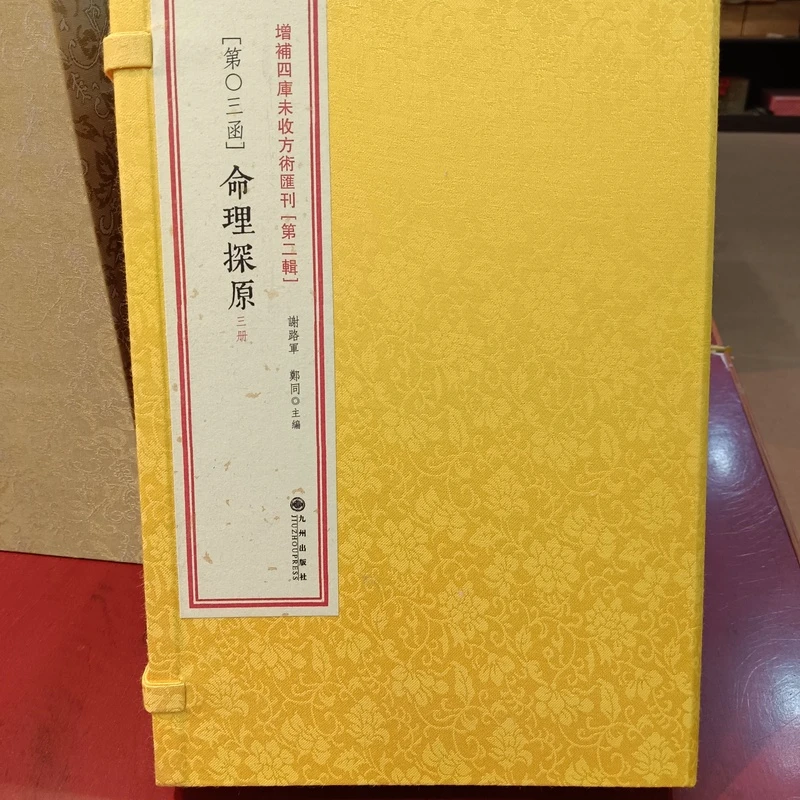 增補四庫未收方術匯刊[第二輯]
[第〇三函]命理探原 三册
謝路軍 鄭同◎主編
九州出版社
JIUZHOUPRESS